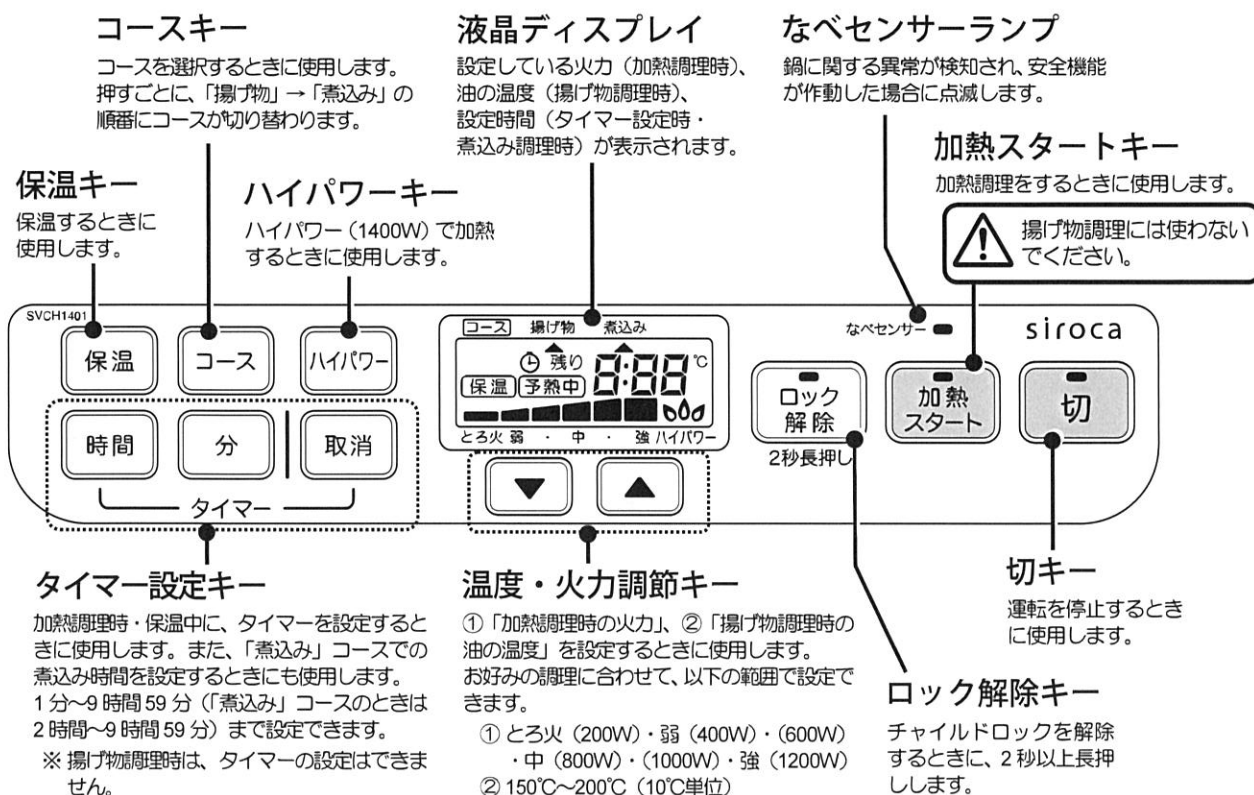 コースキー
コースを選択するときに使用します。
押すごとに、「揚げ物」→「煮込み」の
順番にコースが切り替わります。
液晶ディスプレイ
設定している火力（加熱調理時）、
油の温度（揚げ物調理時）、
設定時間（タイマー設定時・
煮込み調理時）が表示されます。
なべセンサーランプ
鍋に関する異常が検知され、安全機能
が作動した場合に点滅します。
加熱スタートキー
加熱調理をするときに使用します。
揚げ物調理には使わない
でください。
保温キー
保温するときに
使用します。
ハイパワーキー
ハイパワー（1400W）で加熱
するときに使用します。
SVCH1401
保温
コース
ハイパワー
時間
分
取消
タイマー
コース 揚げ物 煮込み
残り 8:88 ℃
保温 予熱中
とろ火 弱 ・ 中 ・ 強 ハイパワー
▼
▲
なべセンサー
siroca
ロック
解除
2秒長押し
加熱
スタート
切
タイマー設定キー
加熱調理時・保温中に、タイマーを設定すると
きに使用します。また、「煮込み」コースでの
煮込み時間を設定するときにも使用します。
1分～9時間59分（「煮込み」コースのときは
2時間～9時間59分）まで設定できます。
※ 揚げ物調理時は、タイマーの設定はできま
せん。
温度・火力調節キー
①「加熱調理時の火力」、②「揚げ物調理時の
油の温度」を設定するときに使用します。
お好みの調理に合わせて、以下の範囲で設定で
きます。
① とろ火（200W）・弱（400W）・（600W）
・中（800W）・（1000W）・強（1200W）
② 150℃～200℃（10℃単位）
切キー
運転を停止するとき
に使用します。
ロック解除キー
チャイルドロックを解除
するときに、2秒以上長押
しします。